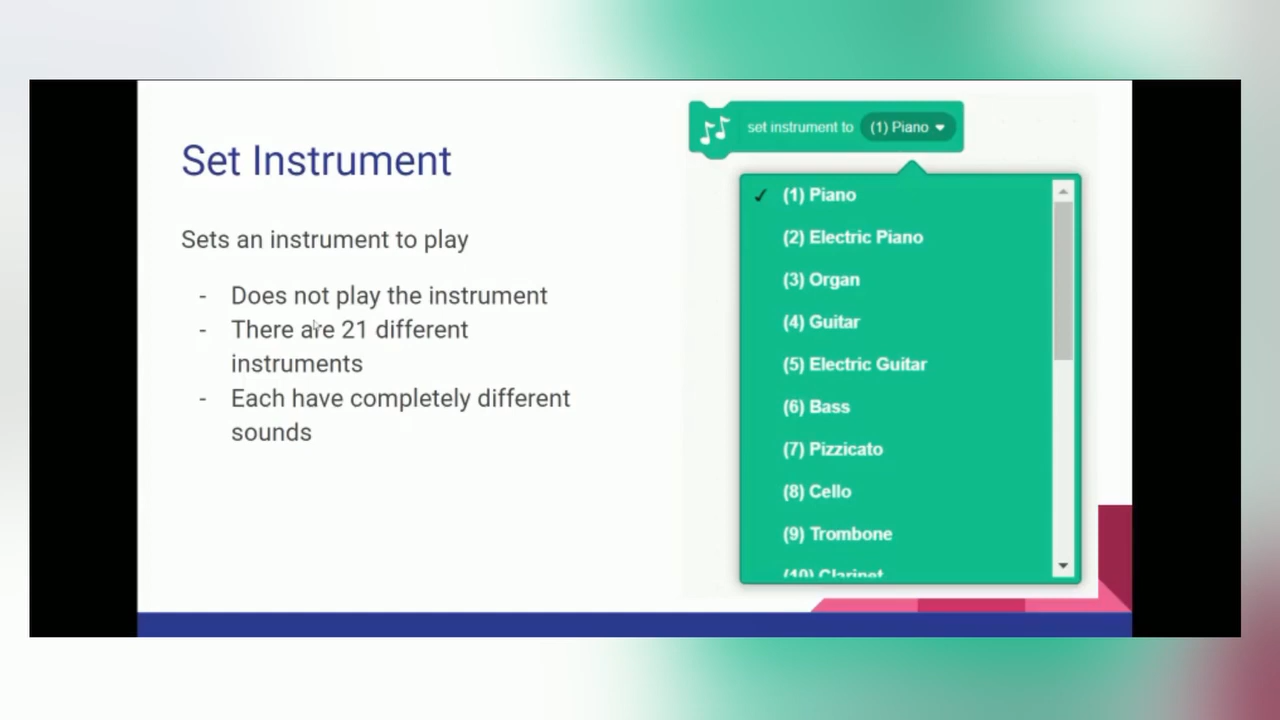 Set Instrument
Sets an instrument to play
- Does not play the instrument
- There are 21 different
instruments
- Each have completely different
sounds
set instrument to (1) Piano
(1) Piano
(2) Electric Piano
(3) Organ
(4) Guitar
(5) Electric Guitar
(6) Bass
(7) Pizzicato
(8) Cello
(9) Trombone
(10) Clarinet